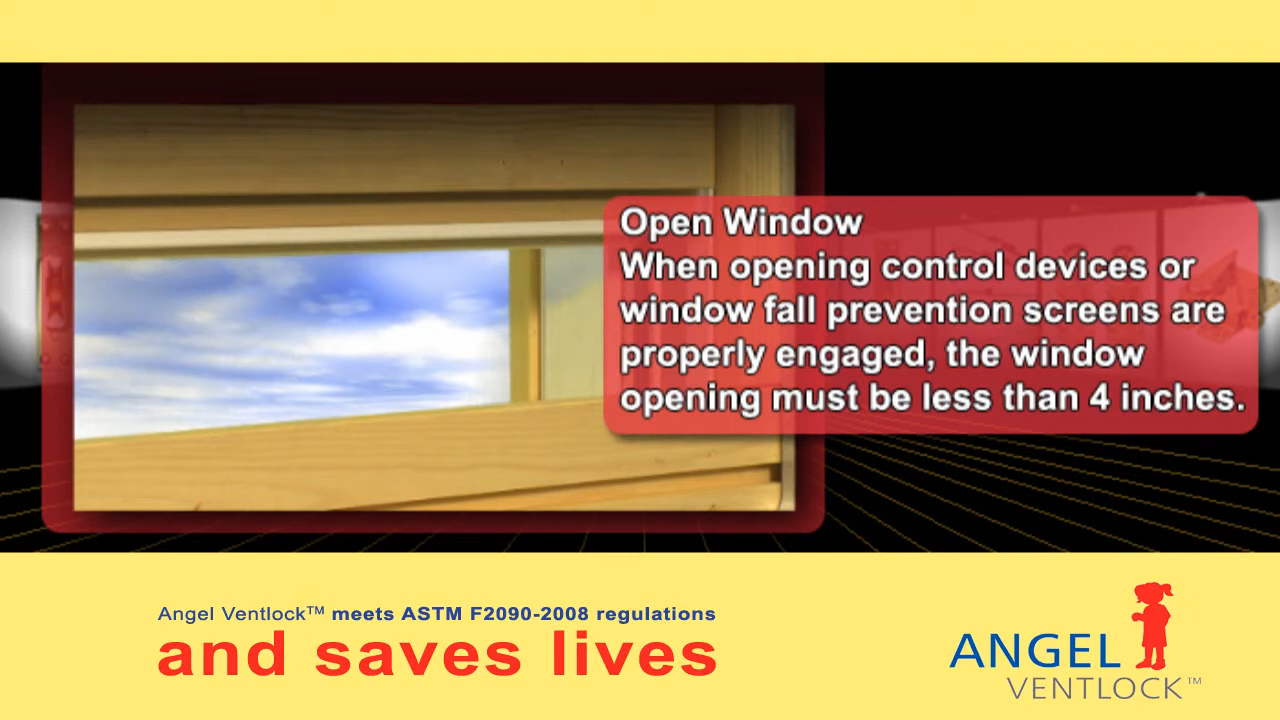 Open Window
When opening control devices or
window fall prevention screens are
properly engaged, the window
opening must be less than 4 inches.
Angel Ventlock™ meets ASTM F2090-2008 regulations
and saves lives
ANGEL
VENTLOCK™